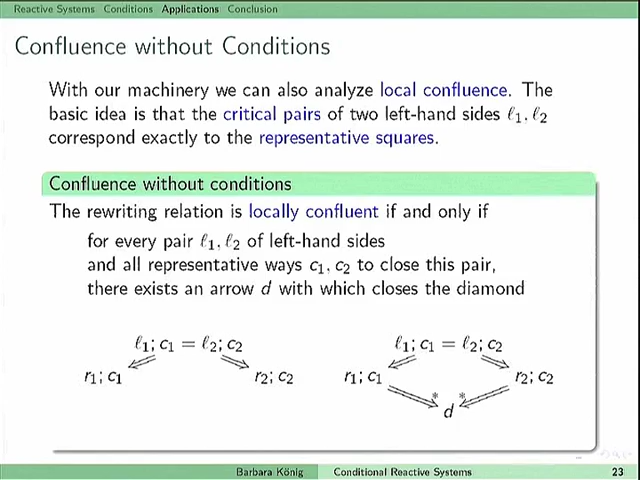 Reactive Systems Conditions Applications Conclusion
Confluence without Conditions
With our machinery we can also analyze local confluence. The
basic idea is that the critical pairs of two left-hand sides ℓ₁, ℓ₂
correspond exactly to the representative squares.
Confluence without conditions
The rewriting relation is locally confluent if and only if
for every pair ℓ₁, ℓ₂ of left-hand sides
and all representative ways c₁, c₂ to close this pair,
there exists an arrow d with which closes the diamond
ℓ₁; c₁ = ℓ₂; c₂ ℓ₁; c₁ = ℓ₂; c₂
r₁; c₁ r₂; c₂ r₁; c₁ r₂; c₂
* *
d
Barbara König Conditional Reactive Systems 23